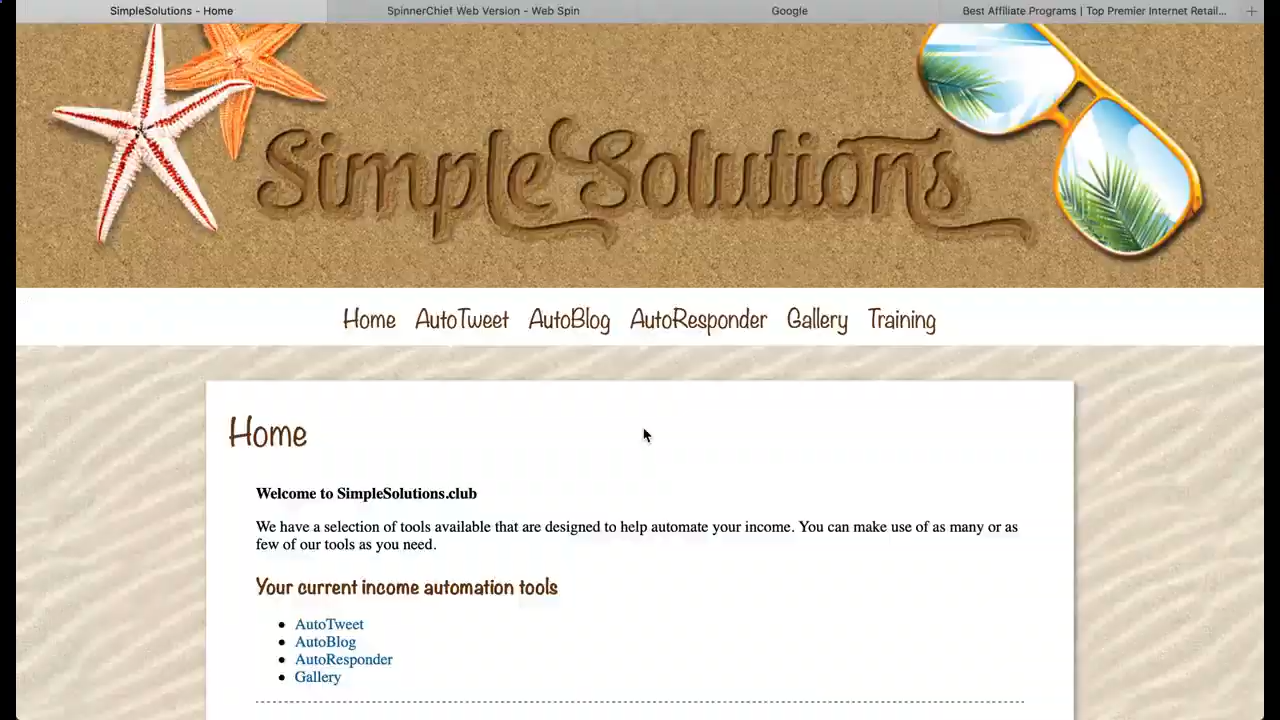 SimpleSolutions - Home
SpinnerChief Web Version - Web Spin
Google
Best Affiliate Programs | Top Premier Internet Retail...
SimpleSolutions
Home AutoTweet AutoBlog AutoResponder Gallery Training
Home
Welcome to SimpleSolutions.club
We have a selection of tools available that are designed to help automate your income. You can make use of as many or as
few of our tools as you need.
Your current income automation tools
AutoTweet
AutoBlog
AutoResponder
Gallery